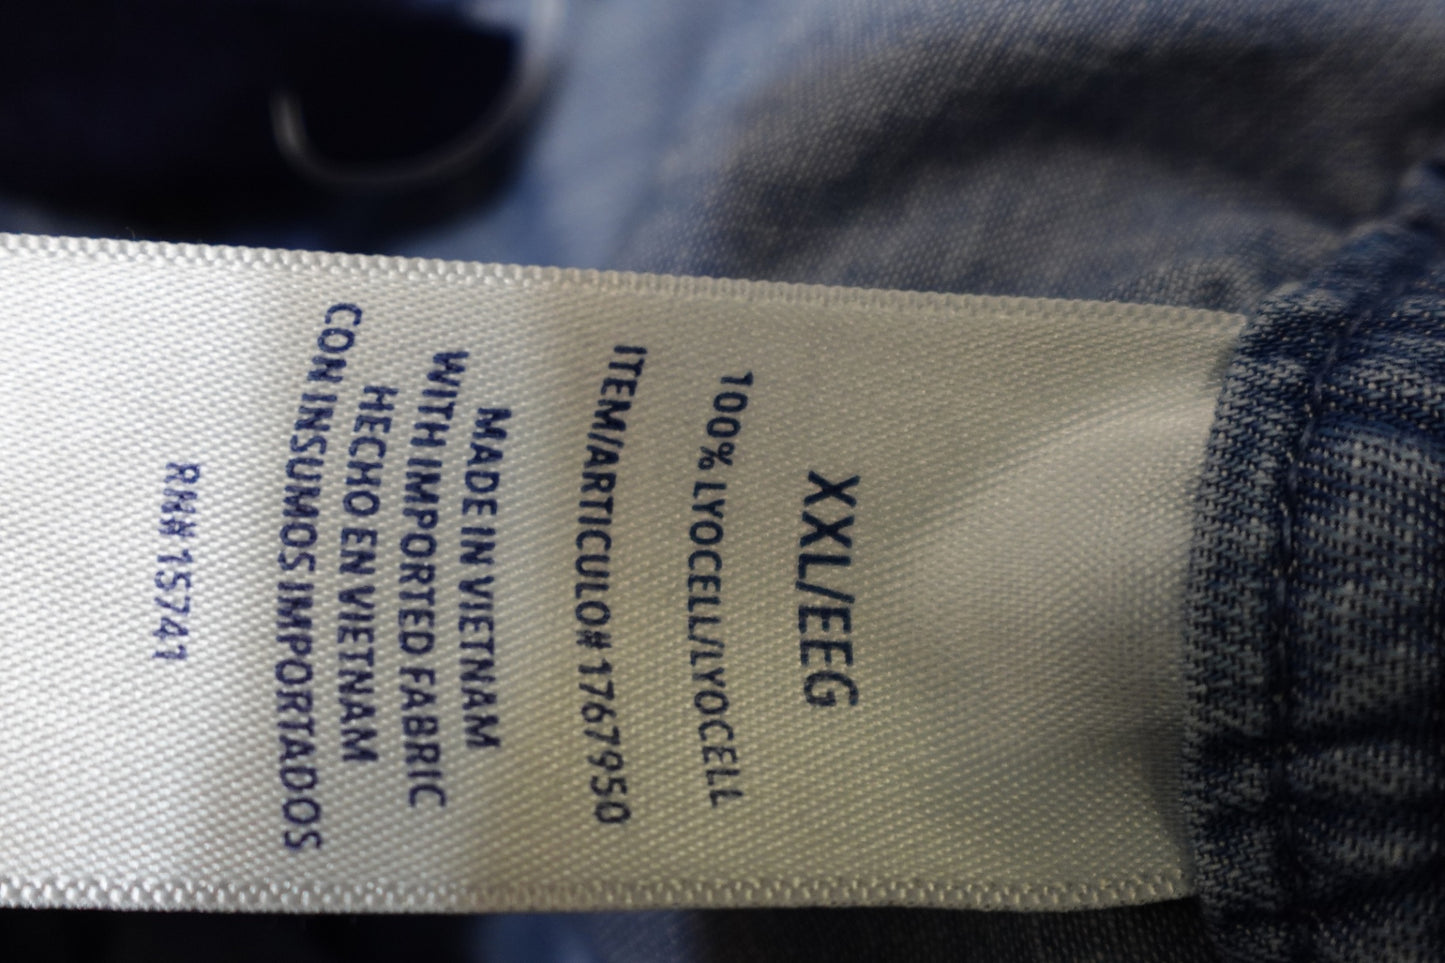 XXL/EEG
100% LYOCELL/LYOCELL
ITEM/ARTICULO# 1767950
MADE IN VIETNAM
WITH IMPORTED FABRIC
HECHO EN VIETNAM
CON INSUMOS IMPORTADOS
RN# 15741